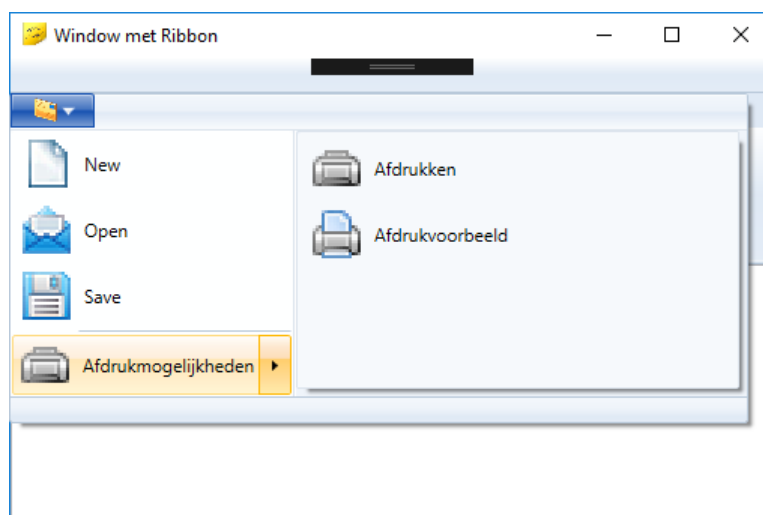 Window met Ribbon
New
Open
Save
Afdrukmogelijkheden
Afdrukken
Afdrukvoorbeeld